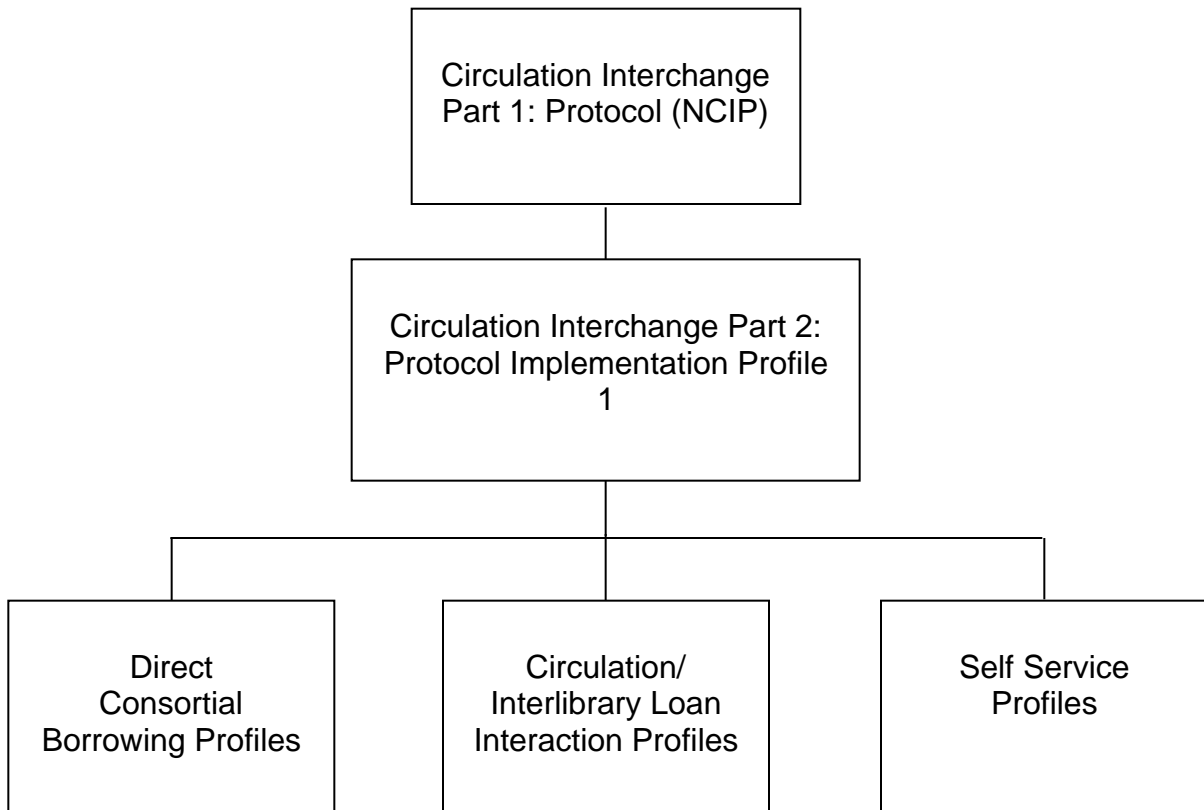 Circulation Interchange
Part 1: Protocol (NCIP)
Circulation Interchange Part 2:
Protocol Implementation Profile
1
Direct
Consortial
Borrowing Profiles
Circulation/
Interlibrary Loan
Interaction Profiles
Self Service
Profiles